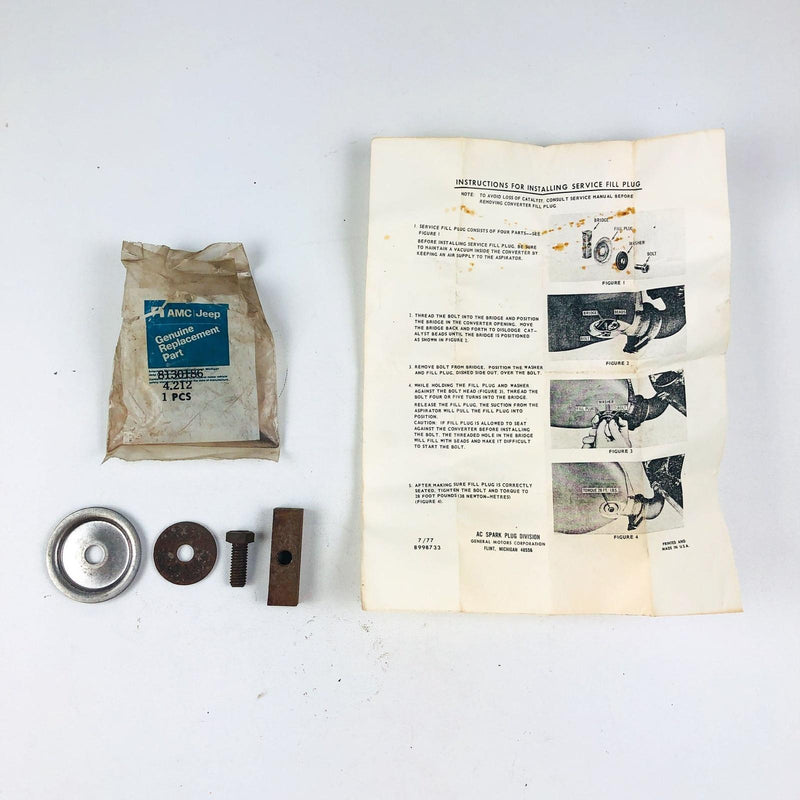 AMC Jeep
Genuine
Replacement
Part
8130186
4,212
1 PCS
INSTRUCTIONS FOR INSTALLING SERVICE FILL PLUG
NOTE: TO AVOID LOSS OF CATALYST, CONSULT SERVICE MANUAL BEFORE
REMOVING CONVERTER FILL PLUG
1. SERVICE FILL PLUG CONSISTS OF FOUR PARTS—SEE
FIGURE 1
BEFORE INSTALLING SERVICE FILL PLUG, BE SURE
TO MAINTAIN A VACUUM INSIDE THE CONVERTER BY
KEEPING AN AIR SUPPLY TO THE ASPIRATOR.
BRIDGE
FILL PLUG
WASHER
BOLT
FIGURE 1
2. THREAD THE BOLT INTO THE BRIDGE AND POSITION
THE BRIDGE IN THE CONVERTER OPENING. MOVE
THE BRIDGE BACK AND FORTH TO DISLODGE CAT-
ALYST BEADS UNTIL THE BRIDGE IS POSITIONED
AS SHOWN IN FIGURE 2.
BRIDGE BEADS
BOLT
FIGURE 2
3. REMOVE BOLT FROM BRIDGE. POSITION THE WASHER
AND FILL PLUG, DISHED SIDE OUT, OVER THE BOLT.
4. WHILE HOLDING THE FILL PLUG AND WASHER
AGAINST THE BOLT HEAD (FIGURE 3), THREAD THE
BOLT FOUR OR FIVE TURNS INTO THE BRIDGE.
RELEASE THE FILL PLUG. THE SUCTION FROM THE
ASPIRATOR WILL PULL THE FILL PLUG INTO
POSITION.
CAUTION: IF FILL PLUG IS ALLOWED TO SEAT
AGAINST THE CONVERTER BEFORE INSTALLING
THE BOLT, THE THREADED HOLE IN THE BRIDGE
WILL FILL WITH BEADS AND MAKE IT DIFFICULT
TO START THE BOLT.
WASHER
FILL PLUG
BOLT
FIGURE 3
5. AFTER MAKING SURE FILL PLUG IS CORRECTLY
SEATED, TIGHTEN THE BOLT AND TORQUE TO
28 FOOT POUNDS (38 NEWTON-METRES)
(FIGURE 4).
TORQUE 28 FT. LBS.
FIGURE 4
7/77
8998733
AC SPARK PLUG DIVISION
GENERAL MOTORS CORPORATION
FLINT, MICHIGAN 48556
PRINTED AND
MADE IN U.S.A.